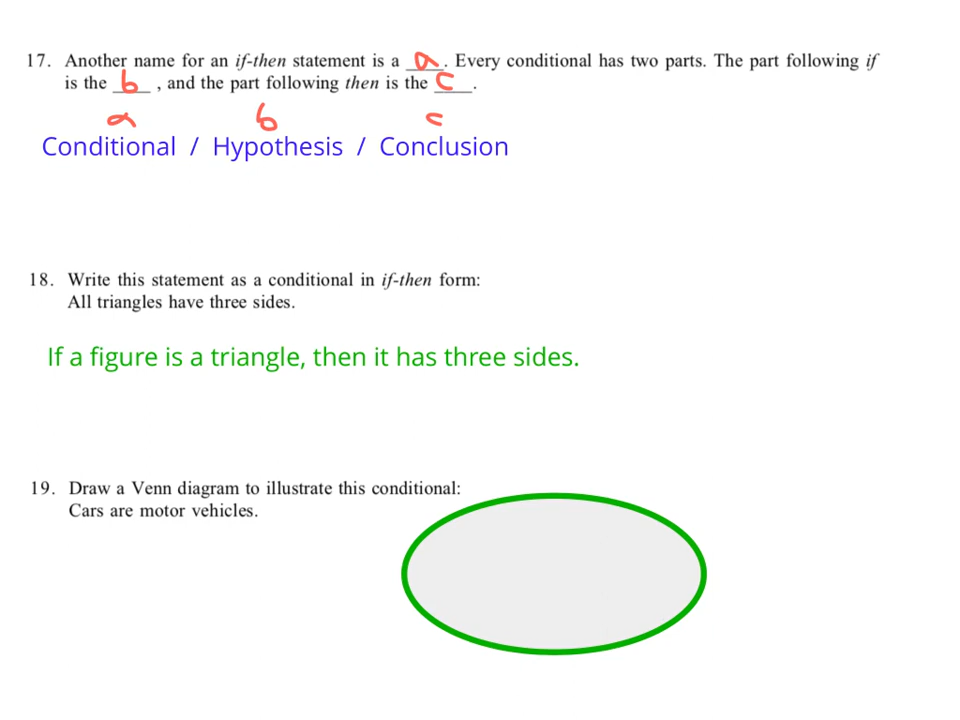 17. Another name for an if-then statement is a a. Every conditional has two parts. The part following if
is the b , and the part following then is the c.
a b c
Conditional / Hypothesis / Conclusion
18. Write this statement as a conditional in if-then form:
All triangles have three sides.
If a figure is a triangle, then it has three sides.
19. Draw a Venn diagram to illustrate this conditional:
Cars are motor vehicles.